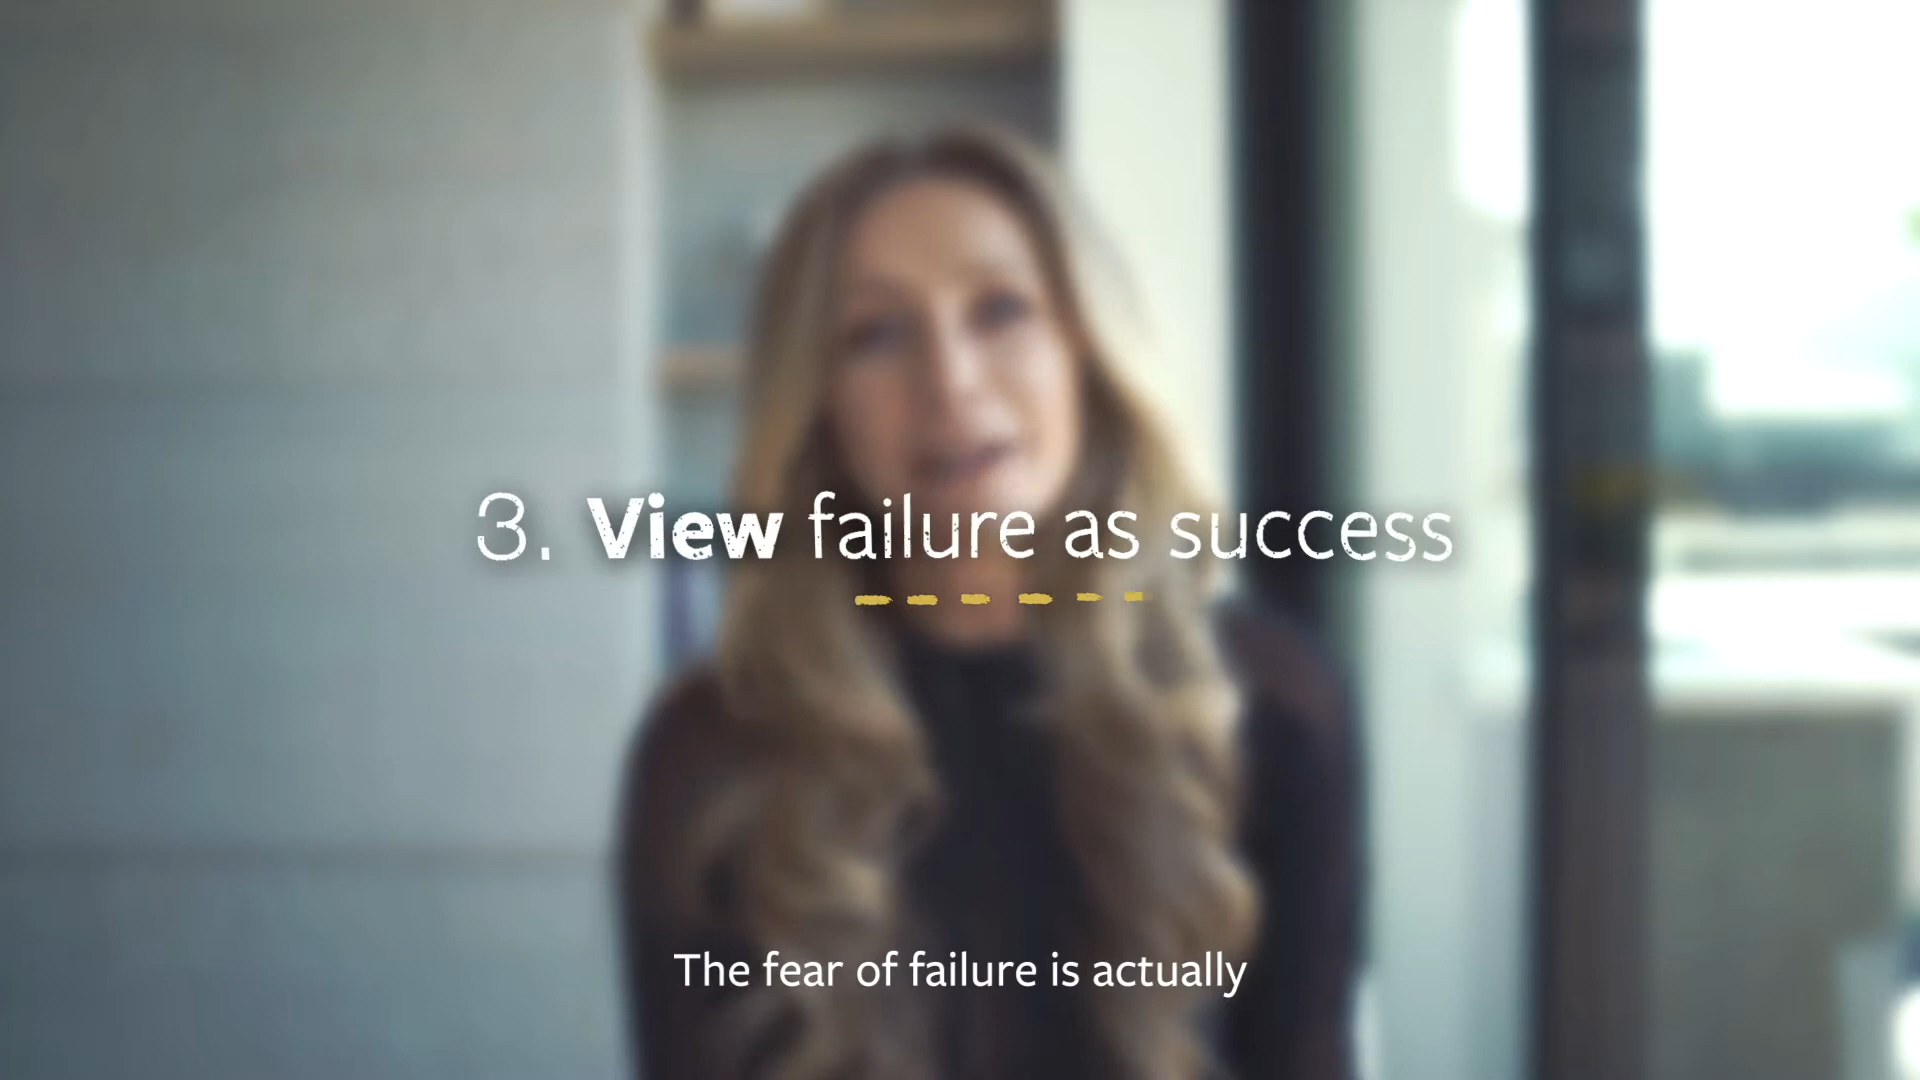 3. View failure as success
The fear of failure is actually